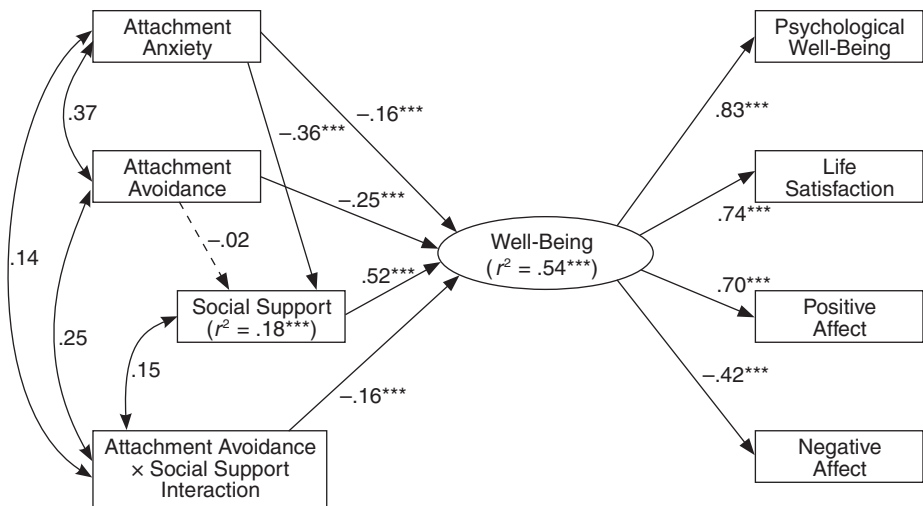 Attachment
Anxiety
Psychological
Well-Being
.37
–.36***
–.16***
.83***
Attachment
Avoidance
Life
Satisfaction
–.25***
.74***
–.02
.14
Well-Being
(r² = .54***)
.52***
.70***
Social Support
(r² = .18***)
Positive
Affect
.25
.15
–.16***
–.42***
Attachment Avoidance
× Social Support
Interaction
Negative
Affect